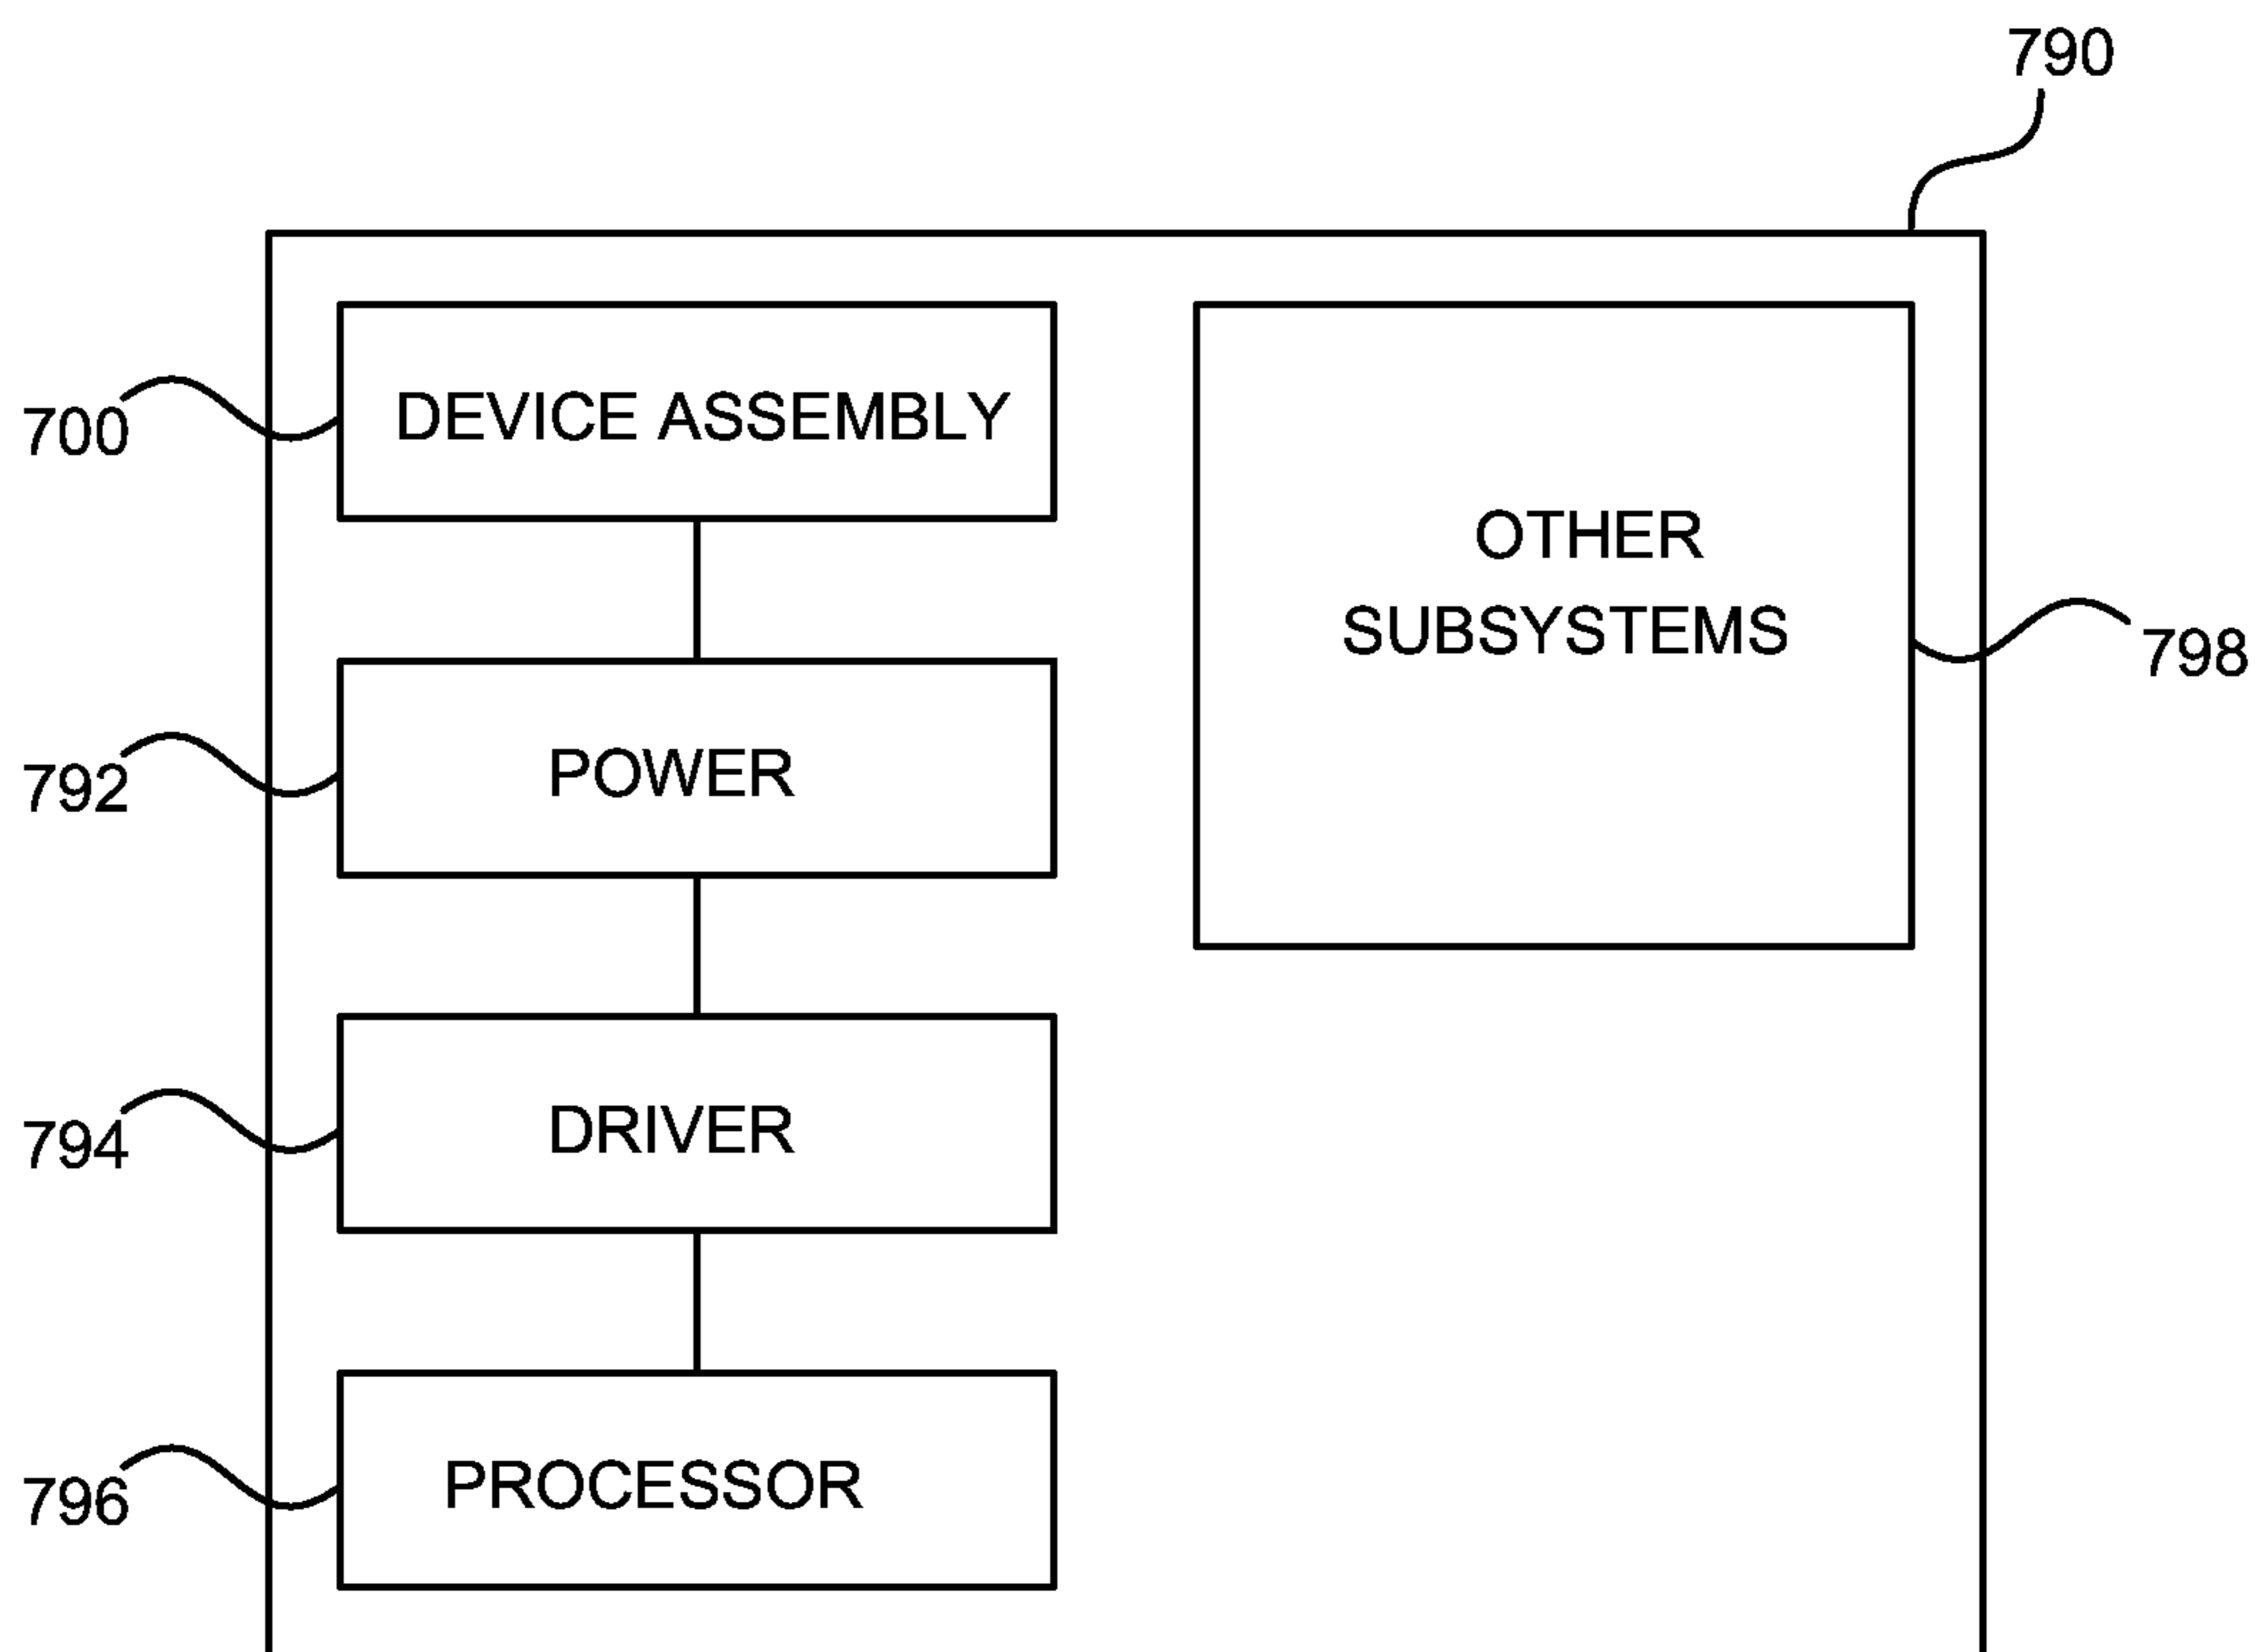 790
700
DEVICE ASSEMBLY
OTHER
SUBSYSTEMS
798
792
POWER
794
DRIVER
796
PROCESSOR